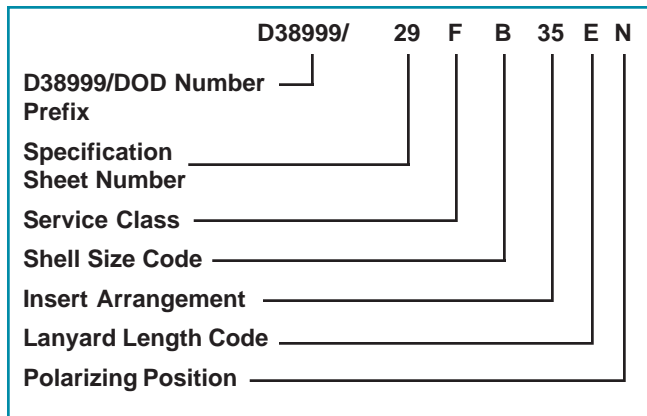 D38999/ 29 F B 35 E N
D38999/DOD Number
Prefix
Specification
Sheet Number
Service Class
Shell Size Code
Insert Arrangement
Lanyard Length Code
Polarizing Position